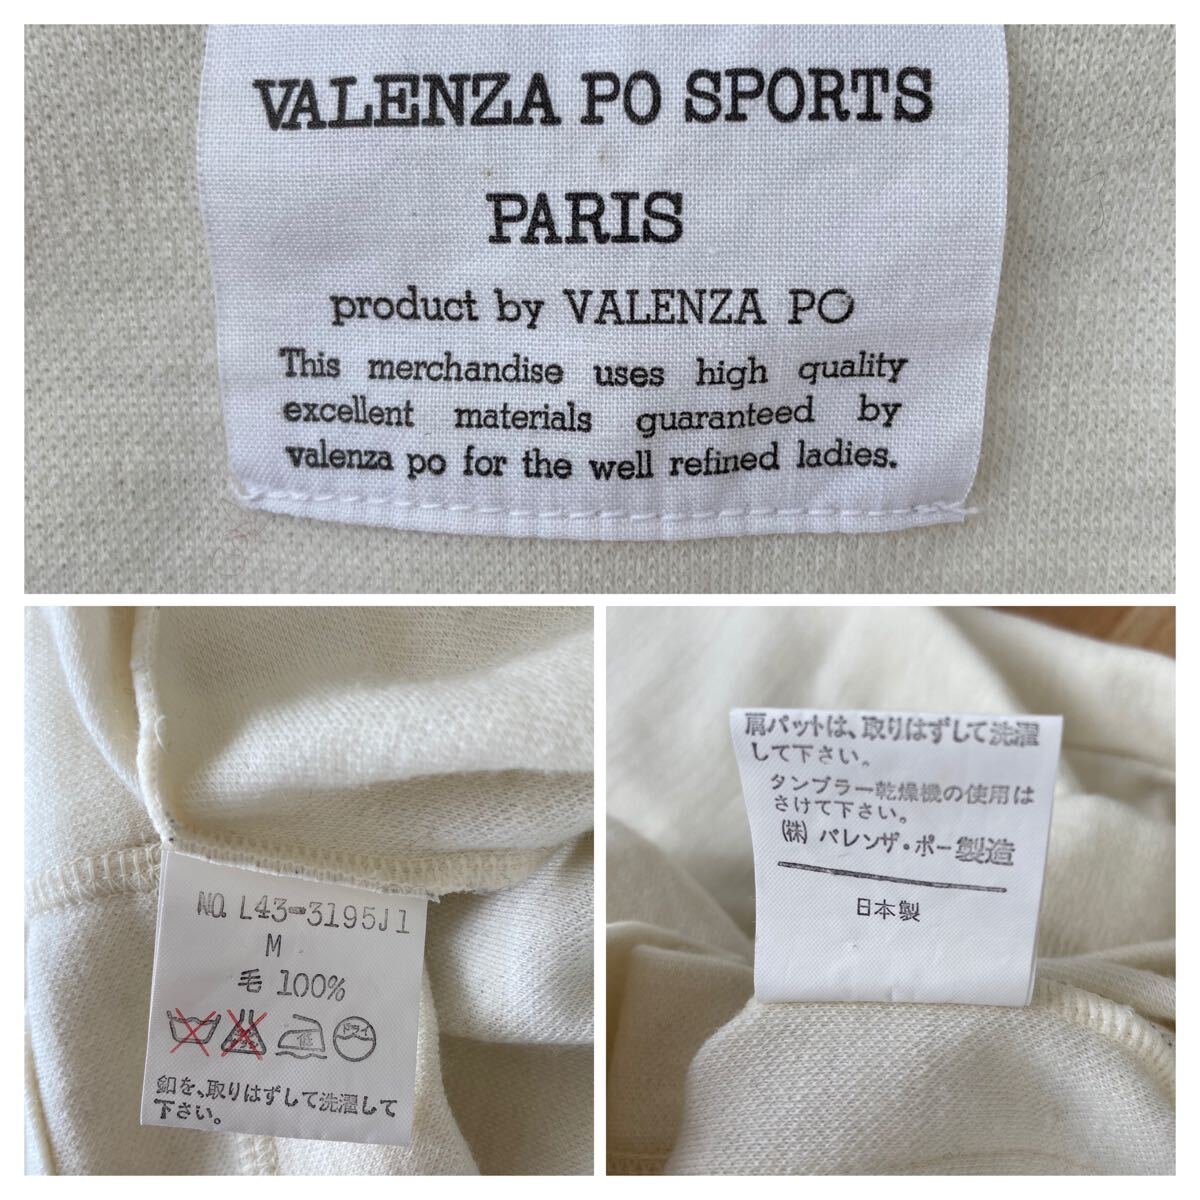 VALENZA PO SPORTS
PARIS
product by VALENZA PO
This merchandise uses high quality
excellent materials guaranteed by
valenza po for the well refined ladies.
NO. L43-3195J1
M
毛 100%
低 ドライ
釦を、取りはずして洗濯して
下さい。
肩パットは、取りはずして洗濯
して下さい。
タンブラー乾燥機の使用は
さけて下さい。
㈱ バレンザ・ポー製造
日本製